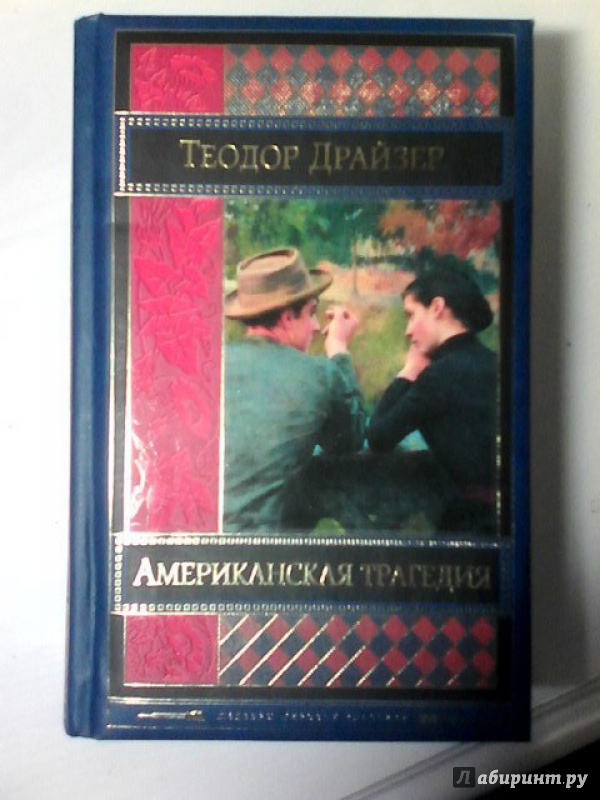 Теодор Драйзер
Американская трагедия
Лабиринт.ру